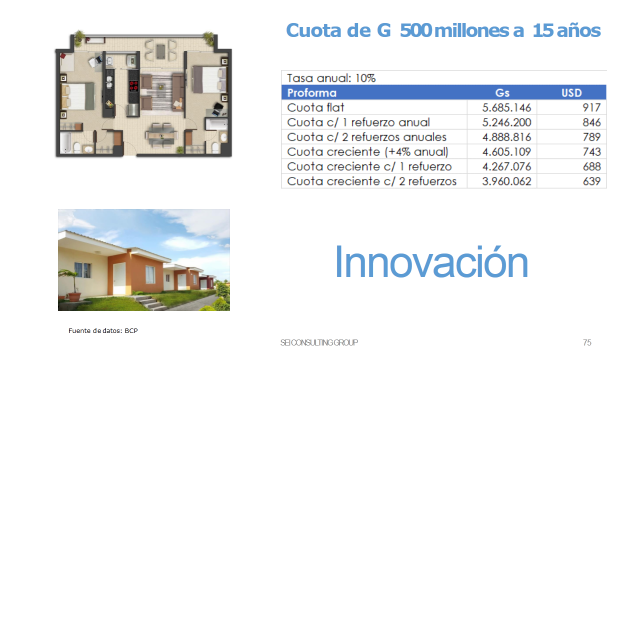 Cuota de G 500 millones a 15 años
Tasa anual: 10%
Proforma Gs USD
Cuota flat 5.685.146 917
Cuota c/ 1 refuerzo anual 5.246.200 846
Cuota c/ 2 refuerzos anuales 4.888.816 789
Cuota creciente (+4% anual) 4.605.109 743
Cuota creciente c/ 1 refuerzo 4.267.076 688
Cuota creciente c/ 2 refuerzos 3.960.062 639
Innovación
Fuente de datos: BCP
SEI CONSULTING GROUP 75